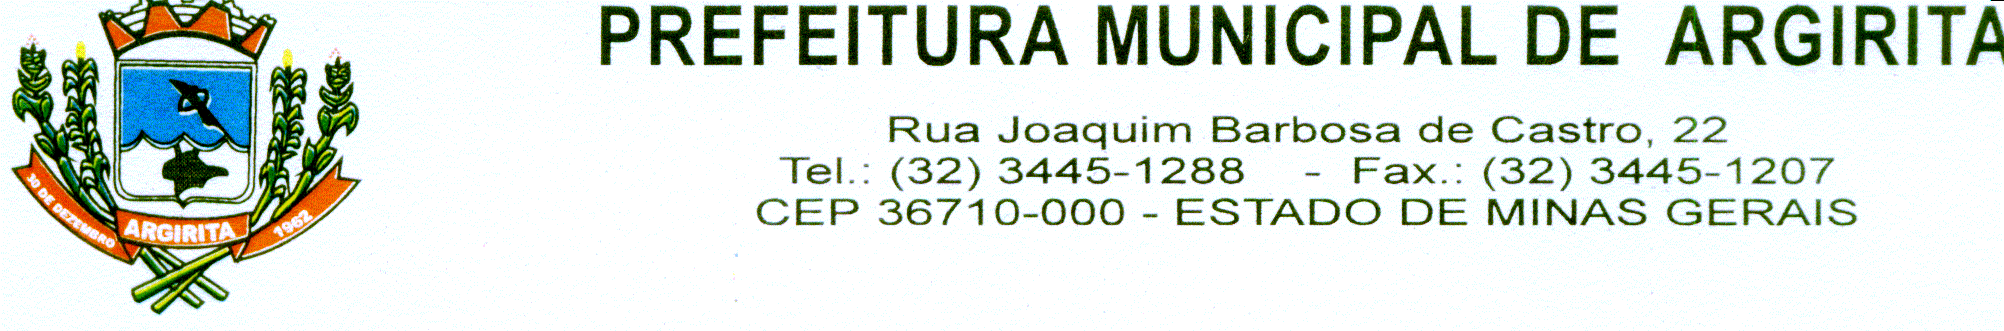 PREFEITURA MUNICIPAL DE ARGIRITA
Rua Joaquim Barbosa de Castro, 22
Tel.: (32) 3445-1288 - Fax.: (32) 3445-1207
CEP 36710-000 - ESTADO DE MINAS GERAIS
30 DE DEZEMBRO
ARGIRITA
1962